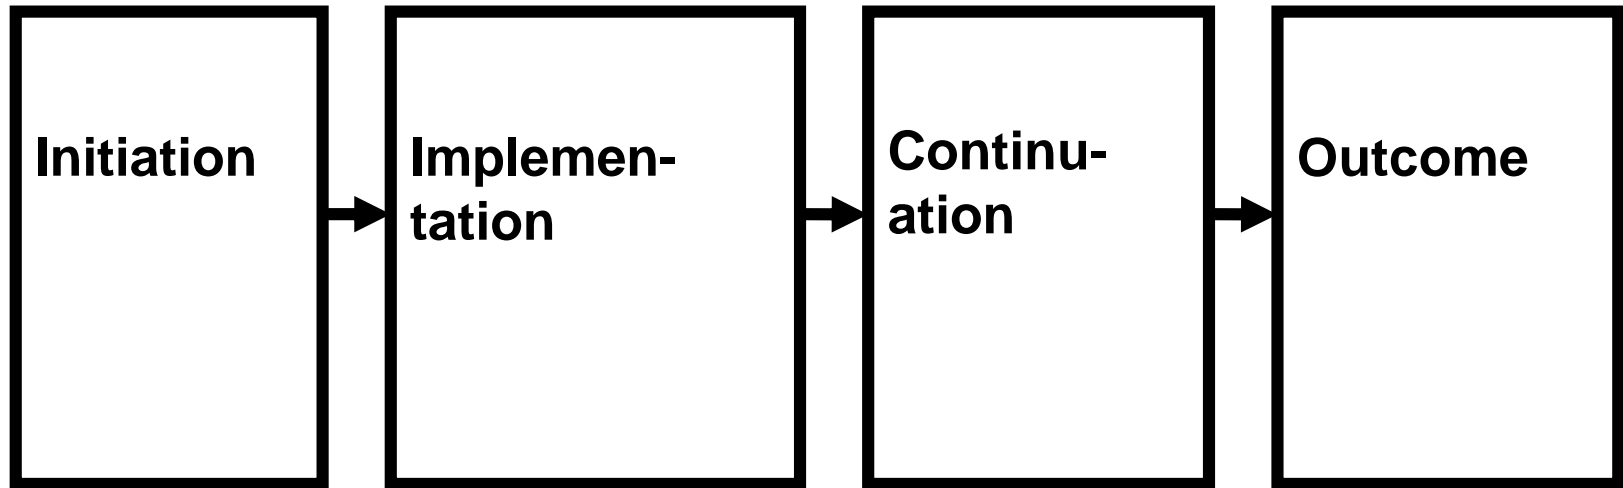 Initiation
Implemen-
tation
Continu-
ation
Outcome